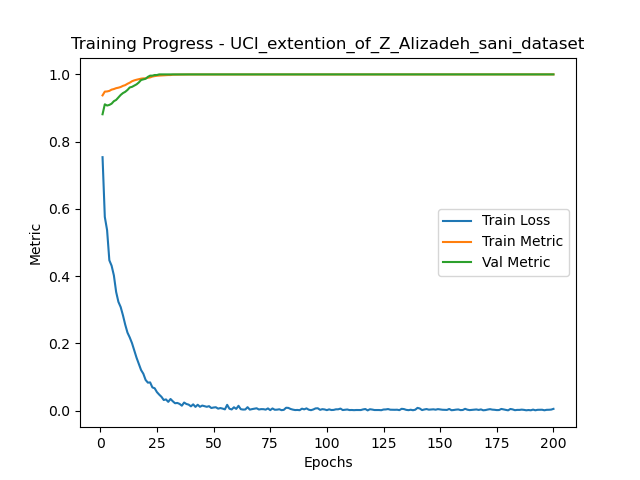 Training Progress - UCI_extention_of_Z_Alizadeh_sani_dataset
1.0
0.8
0.6
0.4
0.2
0.0
Metric
Train Loss
Train Metric
Val Metric
0 25 50 75 100 125 150 175 200
Epochs